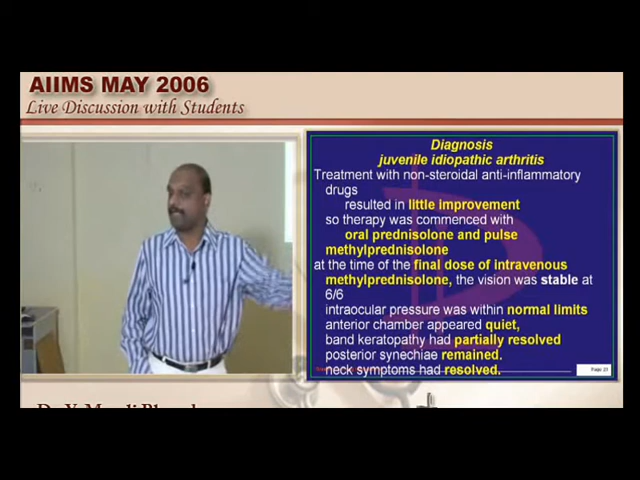 AIIMS MAY 2006
Live Discussion with Students
Diagnosis
juvenile idiopathic arthritis
Treatment with non-steroidal anti-inflammatory
drugs
resulted in little improvement
so therapy was commenced with
oral prednisolone and pulse
methylprednisolone
at the time of the final dose of intravenous
methylprednisolone, the vision was stable at
6/6
intraocular pressure was within normal limits
anterior chamber appeared quiet,
band keratopathy had partially resolved
posterior synechiae remained.
neck symptoms had resolved.
Page 23